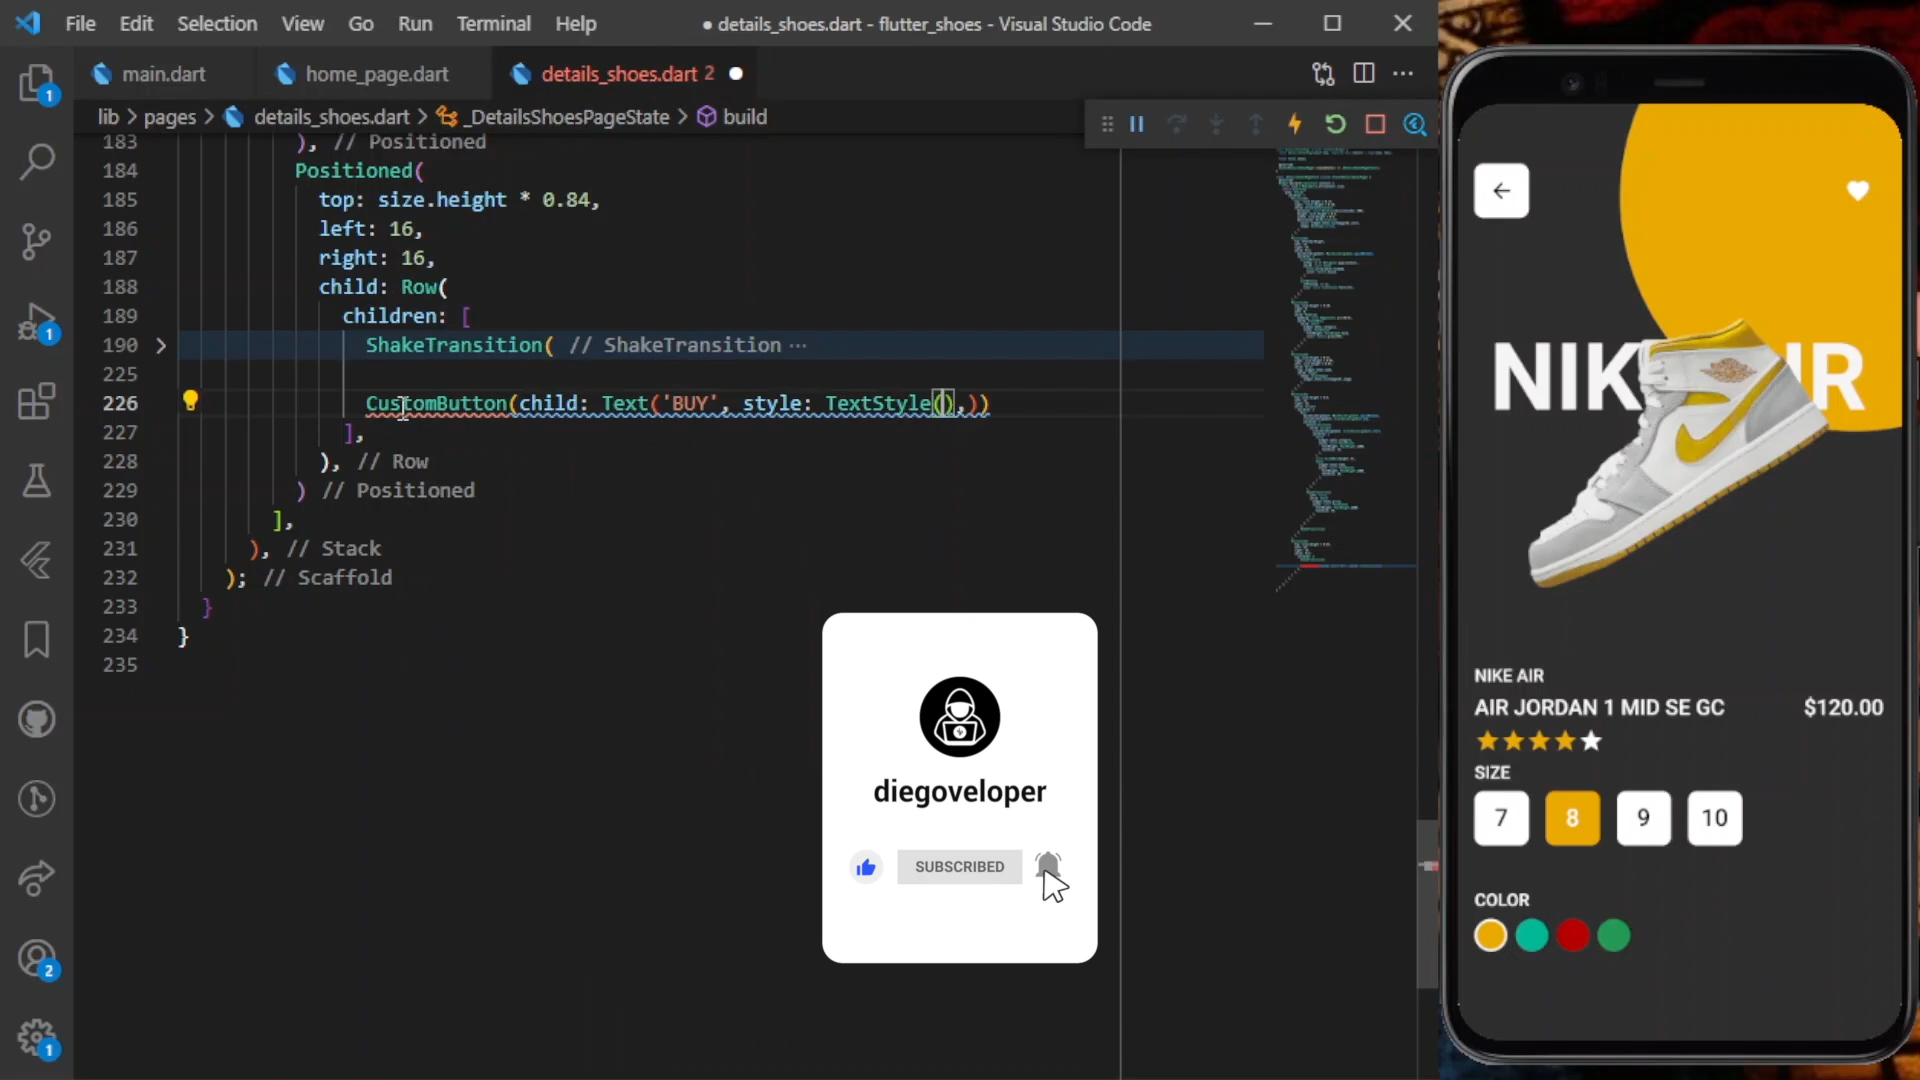 File Edit Selection View Go Run Terminal Help
● details_shoes.dart - flutter_shoes - Visual Studio Code
main.dart home_page.dart details_shoes.dart 2
lib > pages > details_shoes.dart > _DetailsShoesPageState > build
183 ), // Positioned
184 Positioned(
185 top: size.height * 0.84,
186 left: 16,
187 right: 16,
188 child: Row(
189 children: [
190 ShakeTransition( // ShakeTransition ...
225
226 CustomButton(child: Text('BUY', style: TextStyle(),))
227 ],
228 ), // Row
229 ) // Positioned
230 ],
231 ), // Stack
232 ); // Scaffold
233 }
234 }
235
1
1
2
1
diegoveloper
SUBSCRIBED
NIKE AIR
AIR JORDAN 1 MID SE GC $120.00
SIZE
7 8 9 10
COLOR